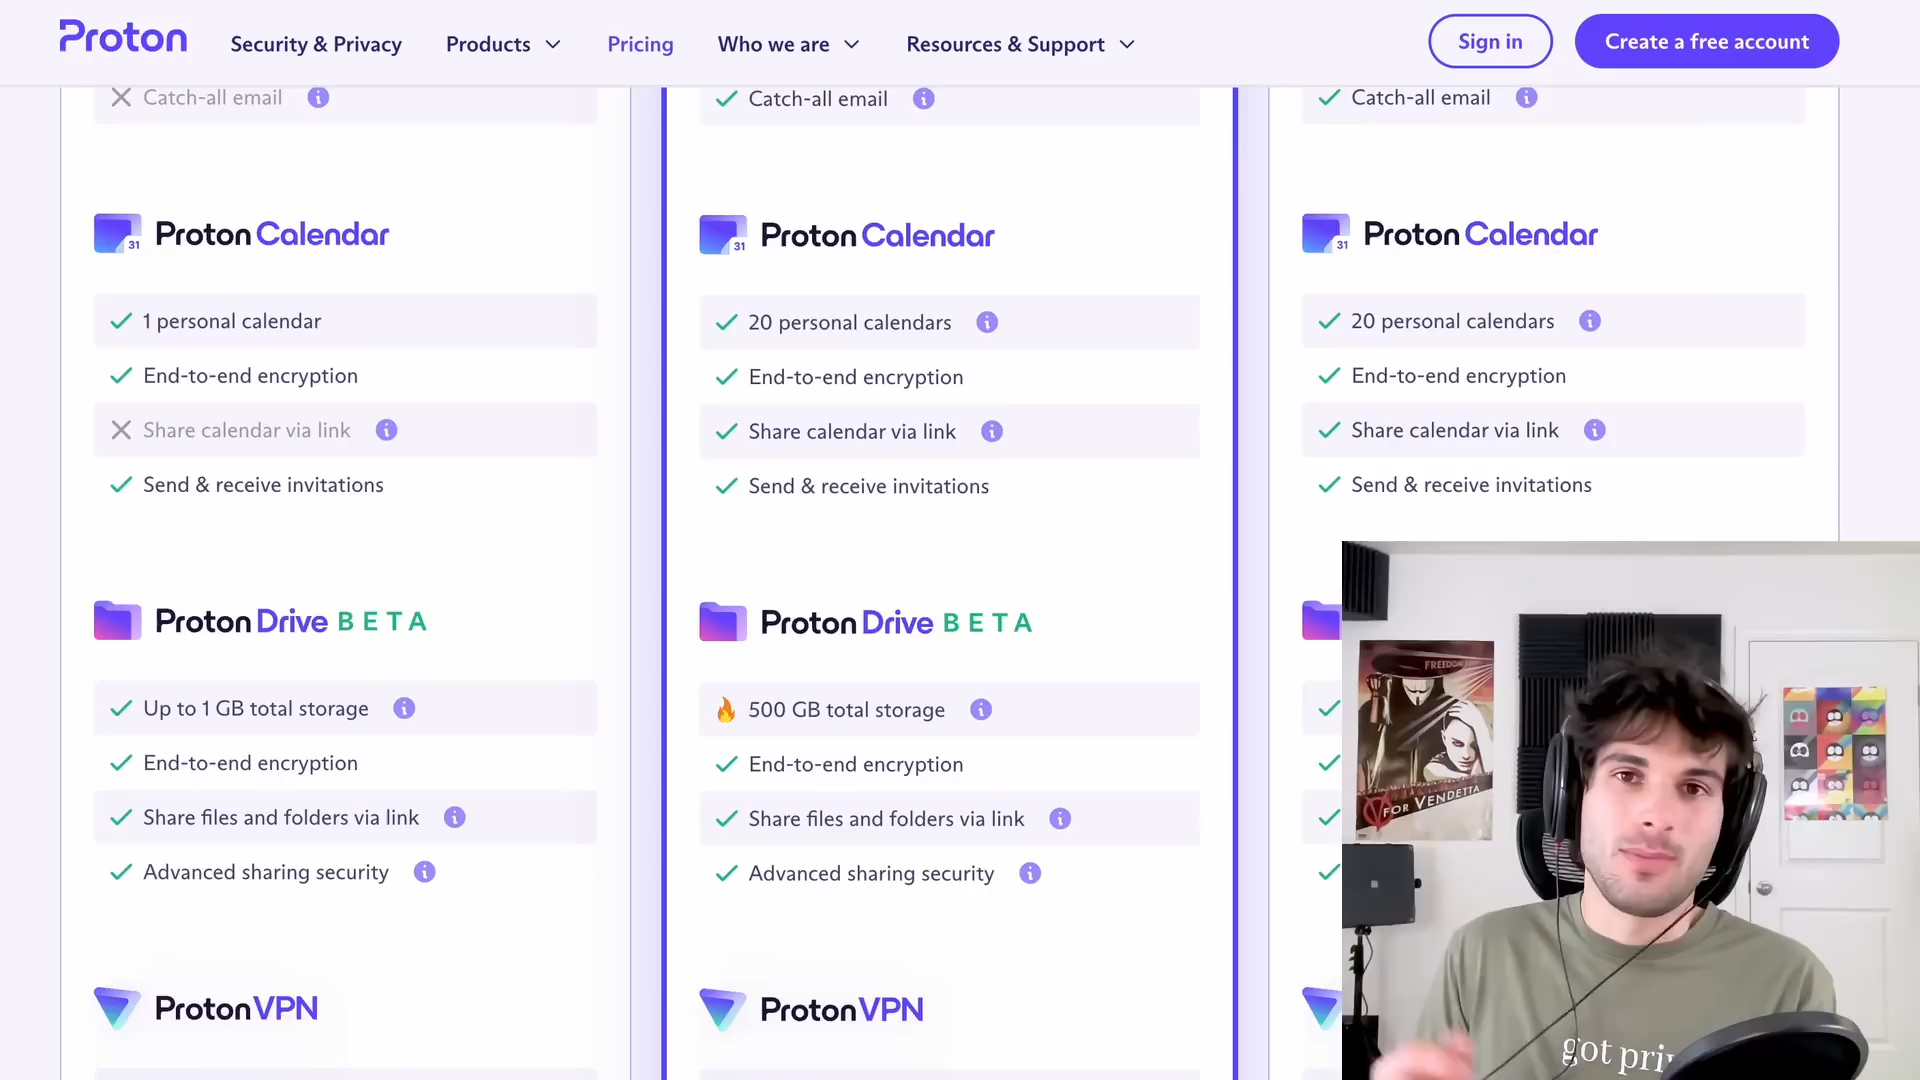 Proton
Security & Privacy
Products
Pricing
Who we are
Resources & Support
Sign in
Create a free account
Catch-all email
Catch-all email
Catch-all email
Proton Calendar
1 personal calendar
End-to-end encryption
Share calendar via link
Send & receive invitations
Proton Drive BETA
Up to 1 GB total storage
End-to-end encryption
Share files and folders via link
Advanced sharing security
Proton VPN
Proton Calendar
20 personal calendars
End-to-end encryption
Share calendar via link
Send & receive invitations
Proton Drive BETA
500 GB total storage
End-to-end encryption
Share files and folders via link
Advanced sharing security
Proton VPN
Proton Calendar
20 personal calendars
End-to-end encryption
Share calendar via link
Send & receive invitations
FREEDOM
V FOR VENDETTA
got